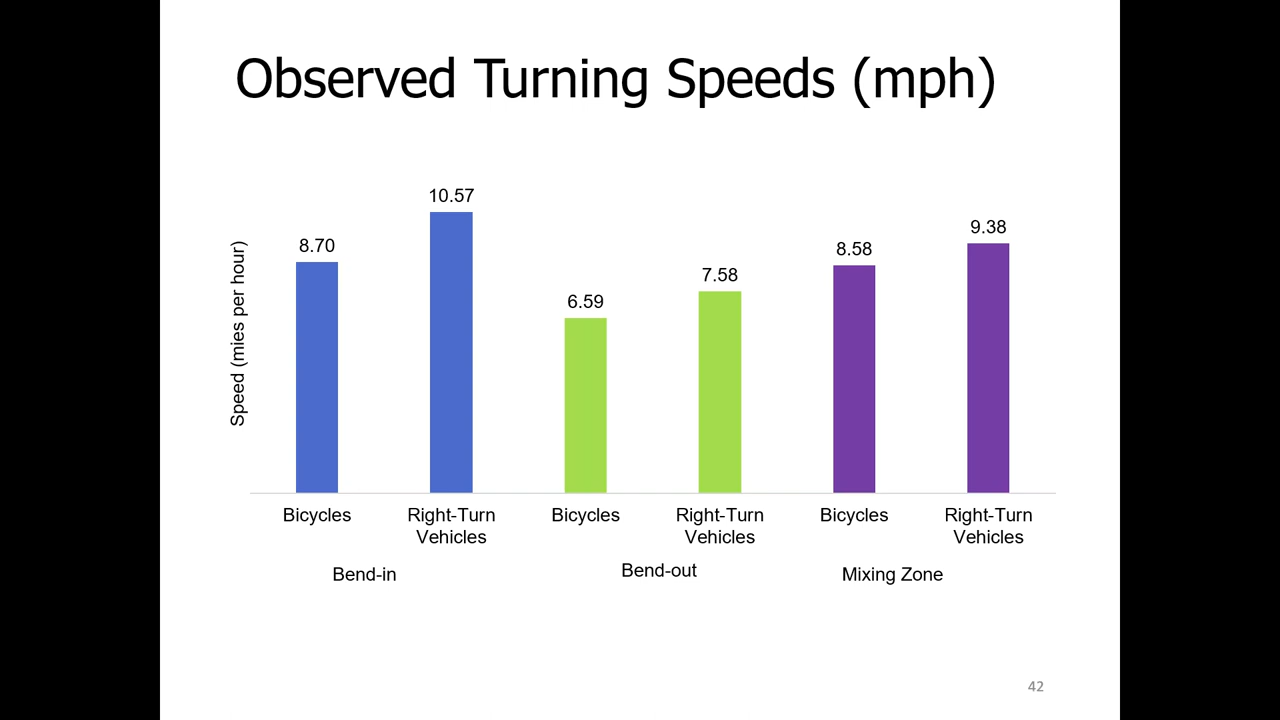 Observed Turning Speeds (mph)
Speed (mies per hour)
8.70
10.57
6.59
7.58
8.58
9.38
Bicycles
Right-Turn
Vehicles
Bicycles
Right-Turn
Vehicles
Bicycles
Right-Turn
Vehicles
Bend-in
Bend-out
Mixing Zone
42